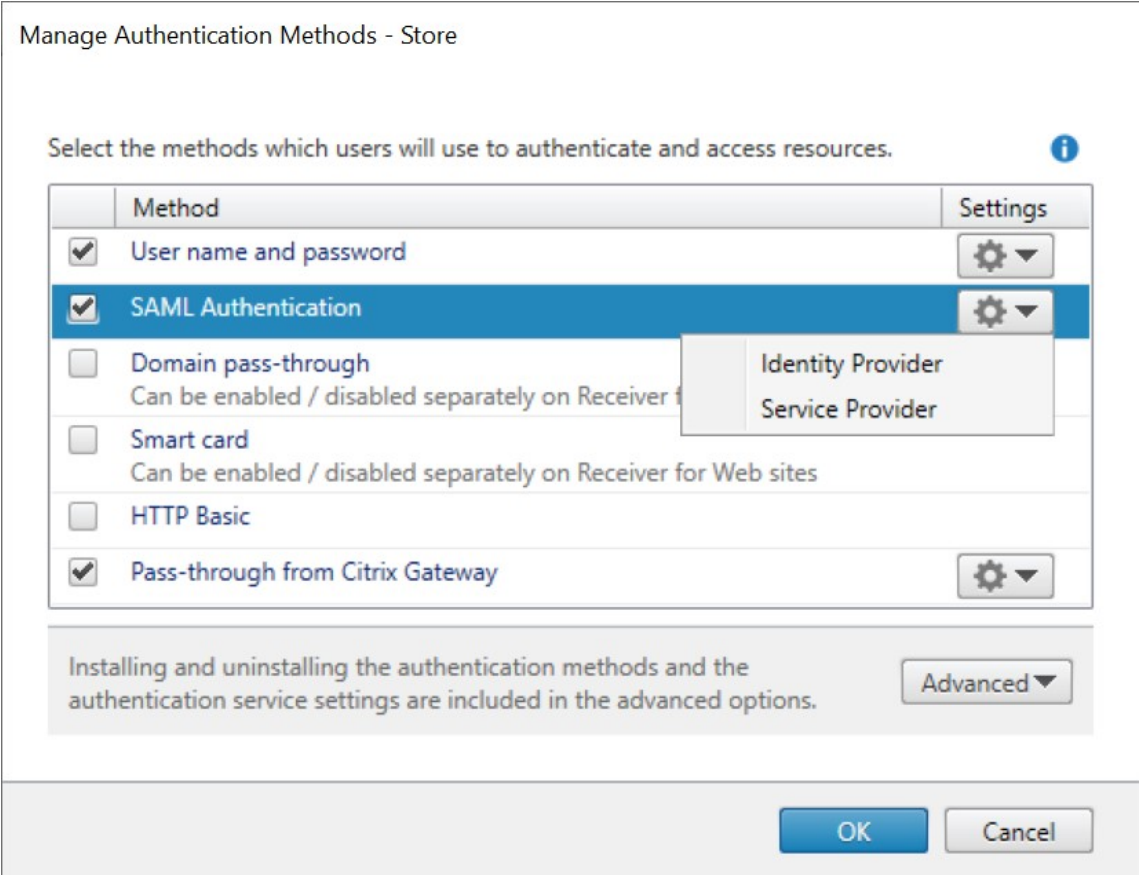 Manage Authentication Methods - Store
Select the methods which users will use to authenticate and access resources.
Method Settings
User name and password
SAML Authentication
Identity Provider
Service Provider
Domain pass-through
Can be enabled / disabled separately on Receiver
Smart card
Can be enabled / disabled separately on Receiver for Web sites
HTTP Basic
Pass-through from Citrix Gateway
Installing and uninstalling the authentication methods and the
authentication service settings are included in the advanced options.
Advanced
OK Cancel